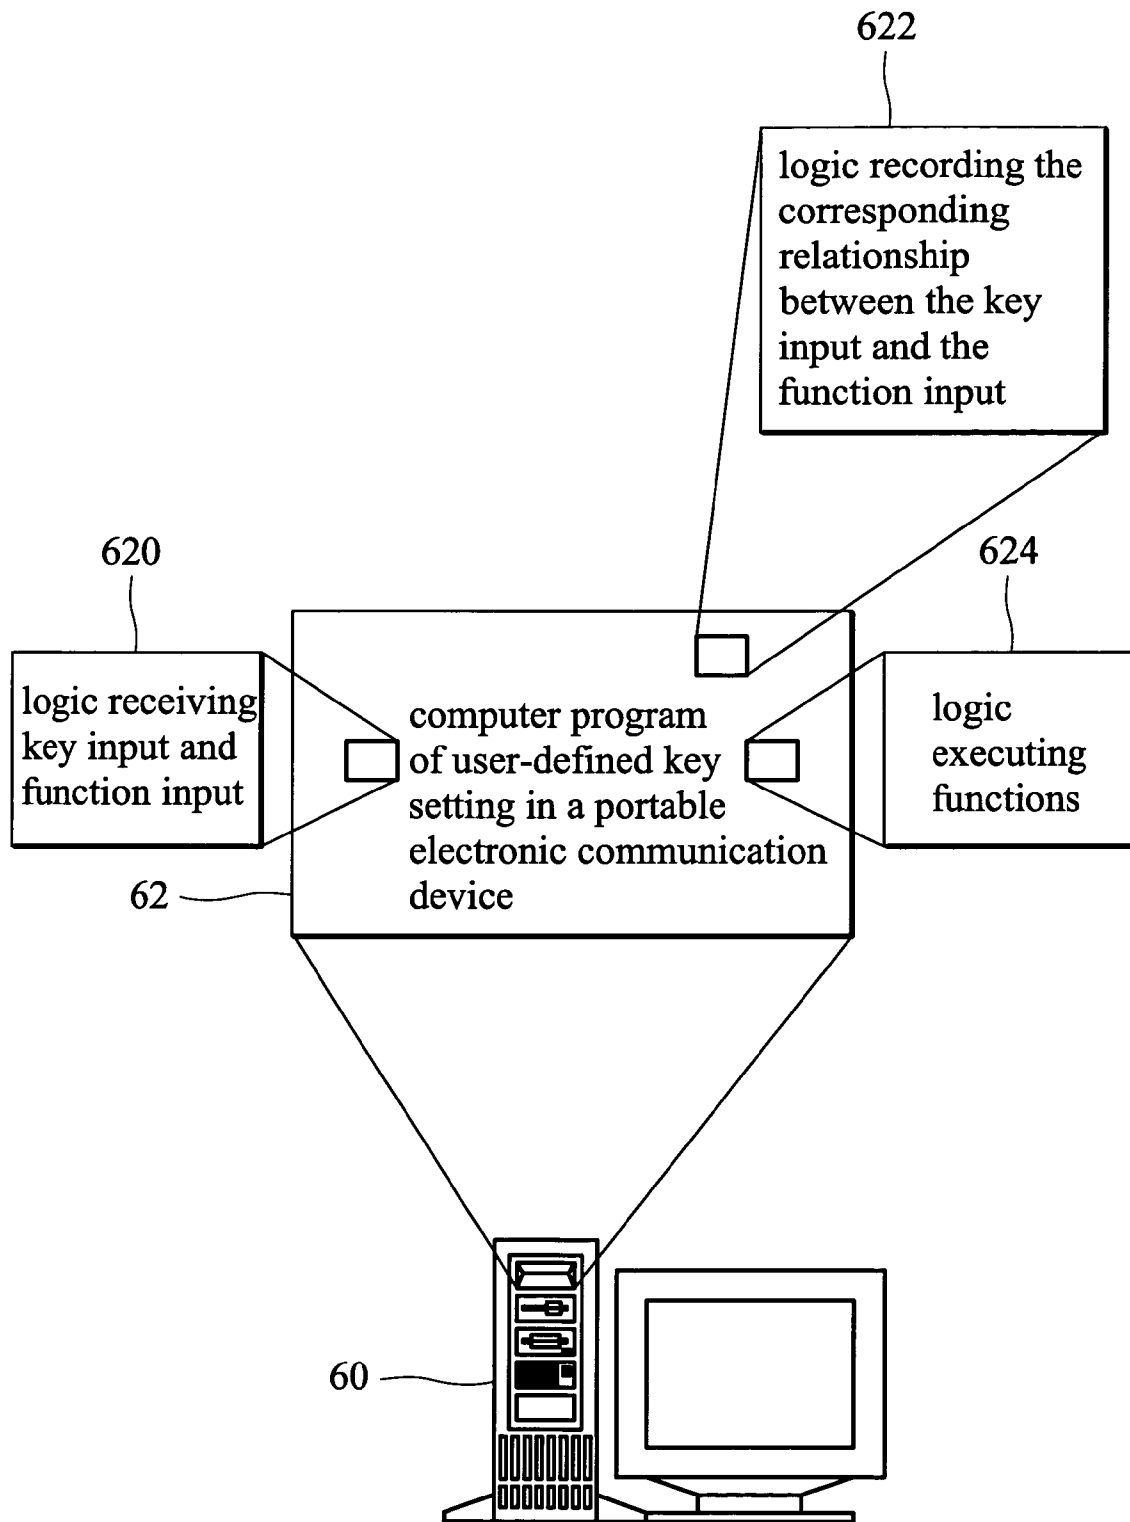 622
logic recording the
corresponding
relationship
between the key
input and the
function input
620
624
logic receiving
key input and
function input
computer program
of user-defined key
setting in a portable
electronic communication
device
logic
executing
functions
62
60